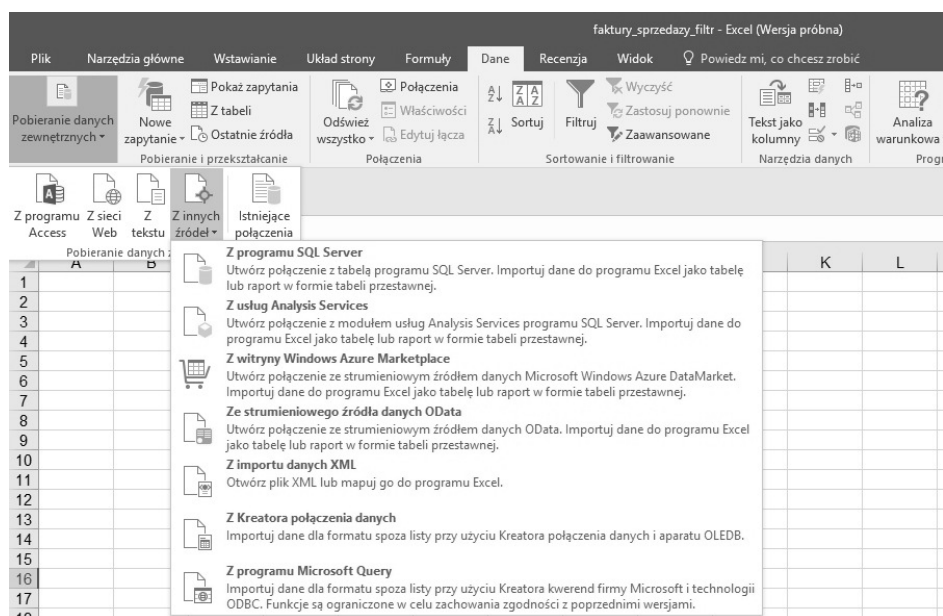 faktury_sprzedazy_filtr - Excel (Wersja próbna)
Plik Narzędzia główne Wstawianie Układ strony Formuły Dane Recenzja Widok Powiedz mi, co chcesz zrobić
Pobieranie danych zewnętrznych
Nowe zapytanie
Pokaż zapytania
Z tabeli
Ostatnie źródła
Pobieranie i przekształcanie
Odśwież wszystko
Połączenia
Właściwości
Edytuj łącza
Połączenia
Sortuj
Filtruj
Wyczyść
Zastosuj ponownie
Zaawansowane
Sortowanie i filtrowanie
Tekst jako kolumny
Narzędzia danych
Analiza warunkowa
Progn
Z programu Access
Z sieci Web
Z tekstu
Z innych źródeł
Istniejące połączenia
Pobieranie danych z
A B K L
Z programu SQL Server
Utwórz połączenie z tabelą programu SQL Server. Importuj dane do programu Excel jako tabelę
lub raport w formie tabeli przestawnej.
Z usług Analysis Services
Utwórz połączenie z modułem usług Analysis Services programu SQL Server. Importuj dane do
programu Excel jako tabelę lub raport w formie tabeli przestawnej.
Z witryny Windows Azure Marketplace
Utwórz połączenie ze strumieniowym źródłem danych Microsoft Windows Azure DataMarket.
Importuj dane do programu Excel jako tabelę lub raport w formie tabeli przestawnej.
Ze strumieniowego źródła danych OData
Utwórz połączenie ze strumieniowym źródłem danych OData. Importuj dane do programu Excel
jako tabelę lub raport w formie tabeli przestawnej.
Z importu danych XML
Otwórz plik XML lub mapuj go do programu Excel.
Z Kreatora połączenia danych
Importuj dane dla formatu spoza listy przy użyciu Kreatora połączenia danych i aparatu OLEDB.
Z programu Microsoft Query
Importuj dane dla formatu spoza listy przy użyciu Kreatora kwerend firmy Microsoft i technologii
ODBC. Funkcje są ograniczone w celu zachowania zgodności z poprzednimi wersjami.
1
2
3
4
5
6
7
8
9
10
11
12
13
14
15
16
17